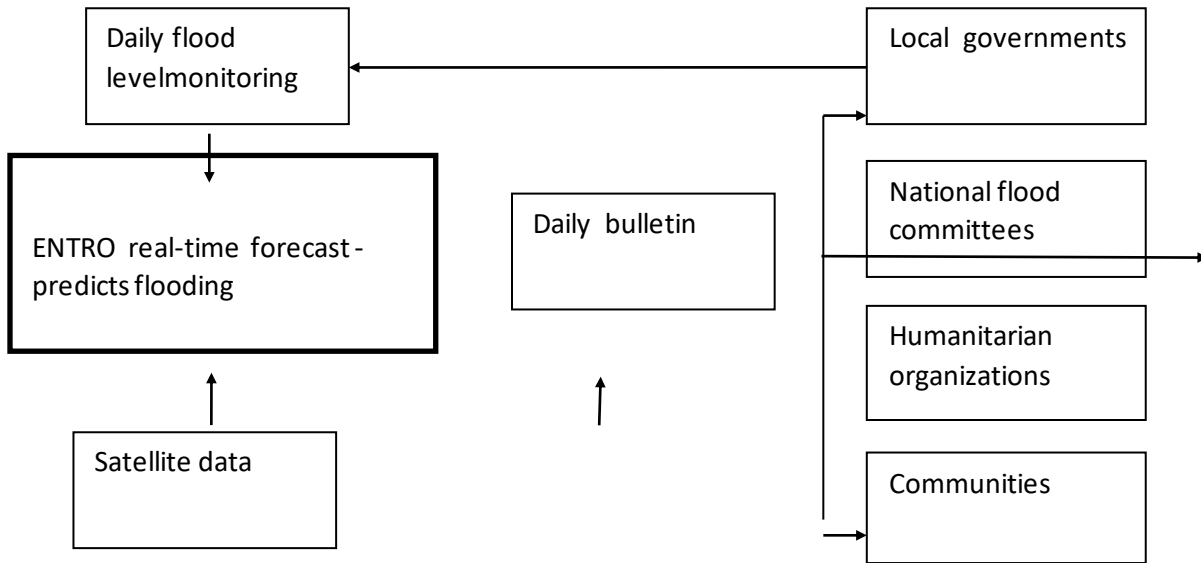 Daily flood
levelmonitoring
Local governments
ENTRO real-time forecast -
predicts flooding
Daily bulletin
National flood
committees
Humanitarian
organizations
Satellite data
Communities